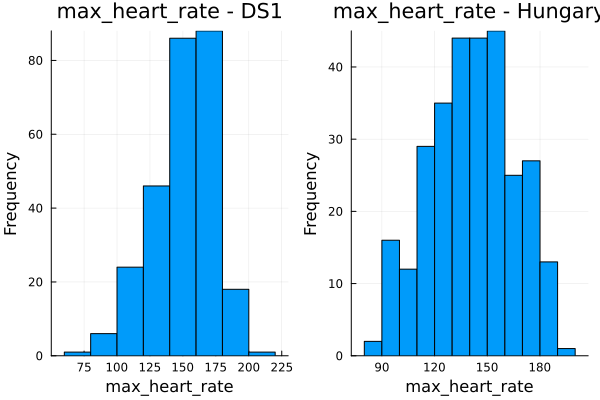 max_heart_rate - DS1
Frequency
80
60
40
20
0
75 100 125 150 175 200 225
max_heart_rate
max_heart_rate - Hungary
Frequency
40
30
20
10
0
90 120 150 180
max_heart_rate